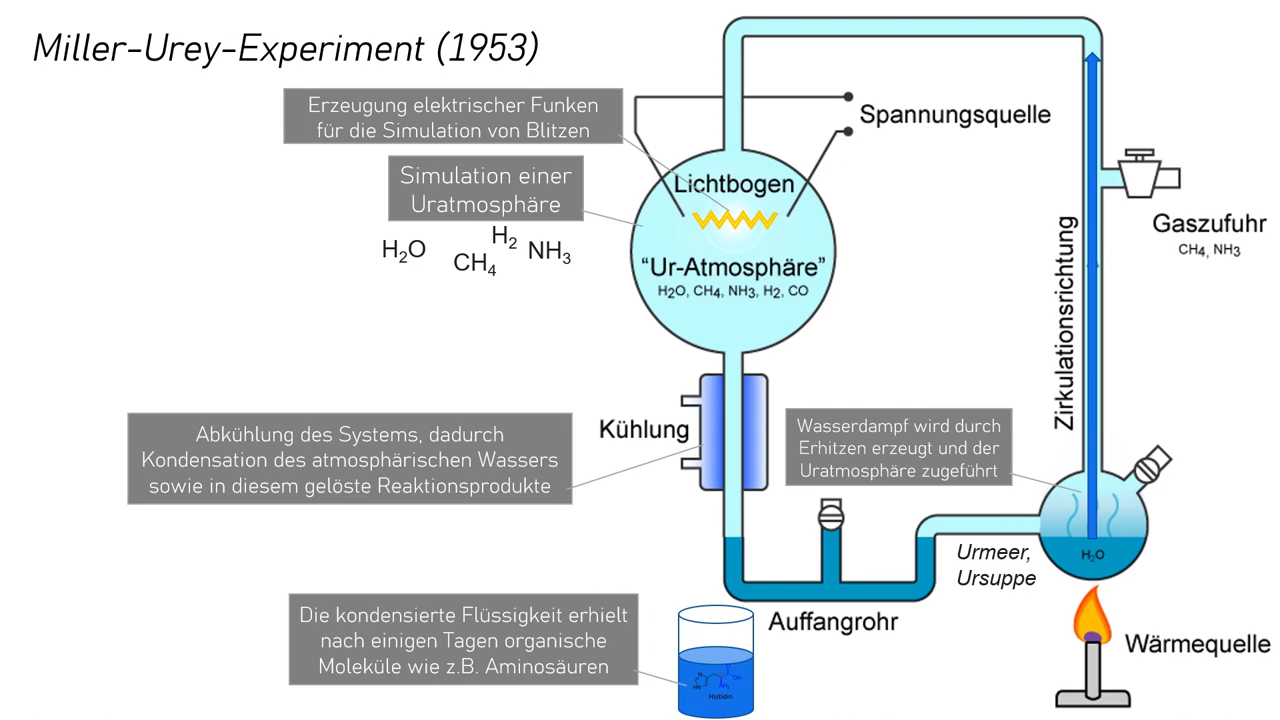 Miller-Urey-Experiment (1953)
Erzeugung elektrischer Funken
für die Simulation von Blitzen
Spannungsquelle
Simulation einer
Uratmosphäre
Lichtbogen
H₂O
CH₄
H₂
NH₃
"Ur-Atmosphäre"
H₂O, CH₄, NH₃, H₂, CO
Zirkulationsrichtung
Gaszufuhr
CH₄, NH₃
Kühlung
Abkühlung des Systems, dadurch
Kondensation des atmosphärischen Wassers
sowie in diesem gelöste Reaktionsprodukte
Wasserdampf wird durch
Erhitzen erzeugt und der
Uratmosphäre zugeführt
H₂O
Urmeer,
Ursuppe
Auffangrohr
Die kondensierte Flüssigkeit erhielt
nach einigen Tagen organische
Moleküle wie z.B. Aminosäuren
N
HN
O
OH
NH₂
Histidin
Wärmequelle